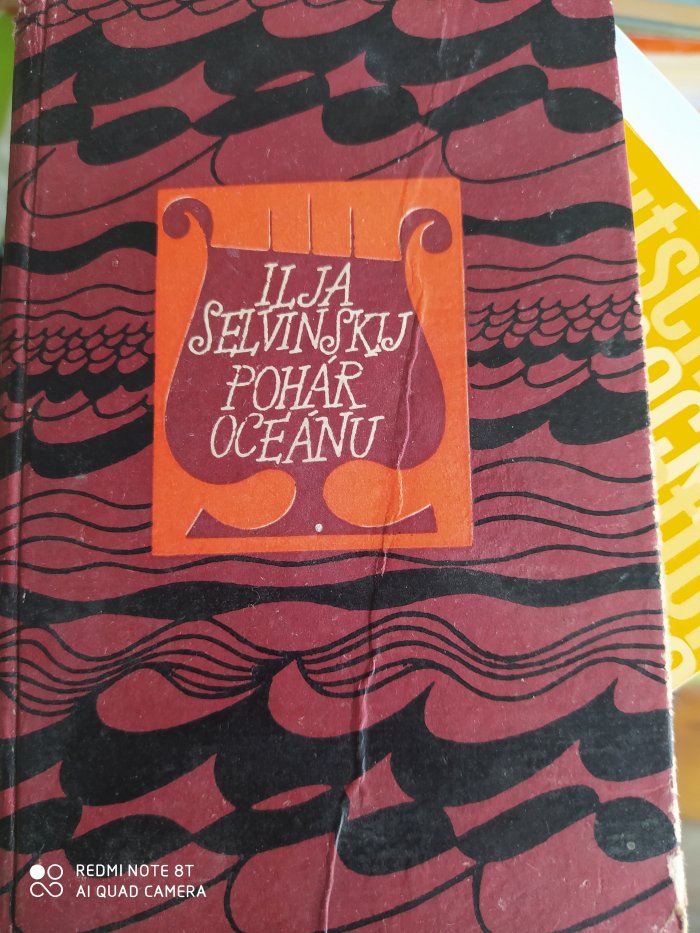 ILJA
SELVINSKIJ
POHÁR
OCEÁNU
REDMI NOTE 8T
AI QUAD CAMERA